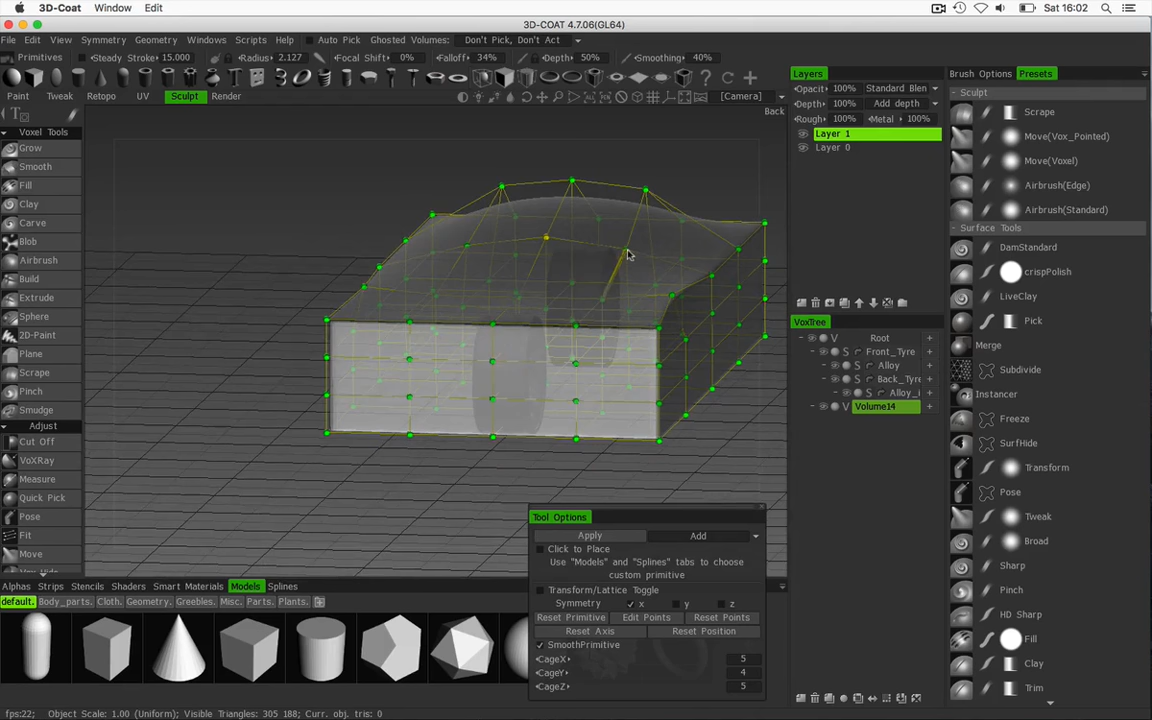 3D-Coat Window Edit Sat 16:02
3D-COAT 4.7.06(GL64)
File Edit View Symmetry Geometry Windows Scripts Help Auto Pick Ghosted Volumes: Don't Pick, Don't Act
Primitives Steady Stroke: 15.000 Radius: 2.127 Focal Shift: 0% Falloff: 34% Depth: 50% Smoothing: 40%
Paint Tweak Retopo UV Sculpt Render [Camera]
Back
T
Voxel Tools
Grow
Smooth
Fill
Clay
Carve
Blob
Airbrush
Build
Extrude
Sphere
2D-Paint
Plane
Scrape
Pinch
Smudge
Adjust
Cut Off
VoXRay
Measure
Quick Pick
Pose
Fit
Move
Layers
Opacit 100% Standard Blen
Depth: 100% Add depth
Rough: 100% Metal 100%
Layer 1
Layer 0
VoxTree
V Root
S Front_Tyre
S Alloy
S Back_Tyre
S Alloy_
V Volume14
Brush Options Presets
Sculpt
Scrape
Move(Vox_Pointed)
Move(Voxel)
Airbrush(Edge)
Airbrush(Standard)
Surface Tools
DamStandard
crispPolish
LiveClay
Pick
Merge
Subdivide
Instancer
Freeze
SurfHide
Transform
Pose
Tweak
Broad
Sharp
Pinch
HD Sharp
Fill
Clay
Trim
Tool Options
Apply Add
Click to Place
Use "Models" and "Splines" tabs to choose
custom primitive
Transform/Lattice Toggle
Symmetry x y z
Reset Primitive Edit Points Reset Points
Reset Axis Reset Position
SmoothPrimitive
CageX 5
CageY 4
CageZ 5
Alphas Strips Stencils Shaders Smart Materials Models Splines
default. Body_parts. Cloth. Geometry. Greebles. Misc. Parts. Plants.
fps:22; Object Scale: 1.00 (Uniform); Visible Triangles: 305 188; Curr. obj. tris: 0